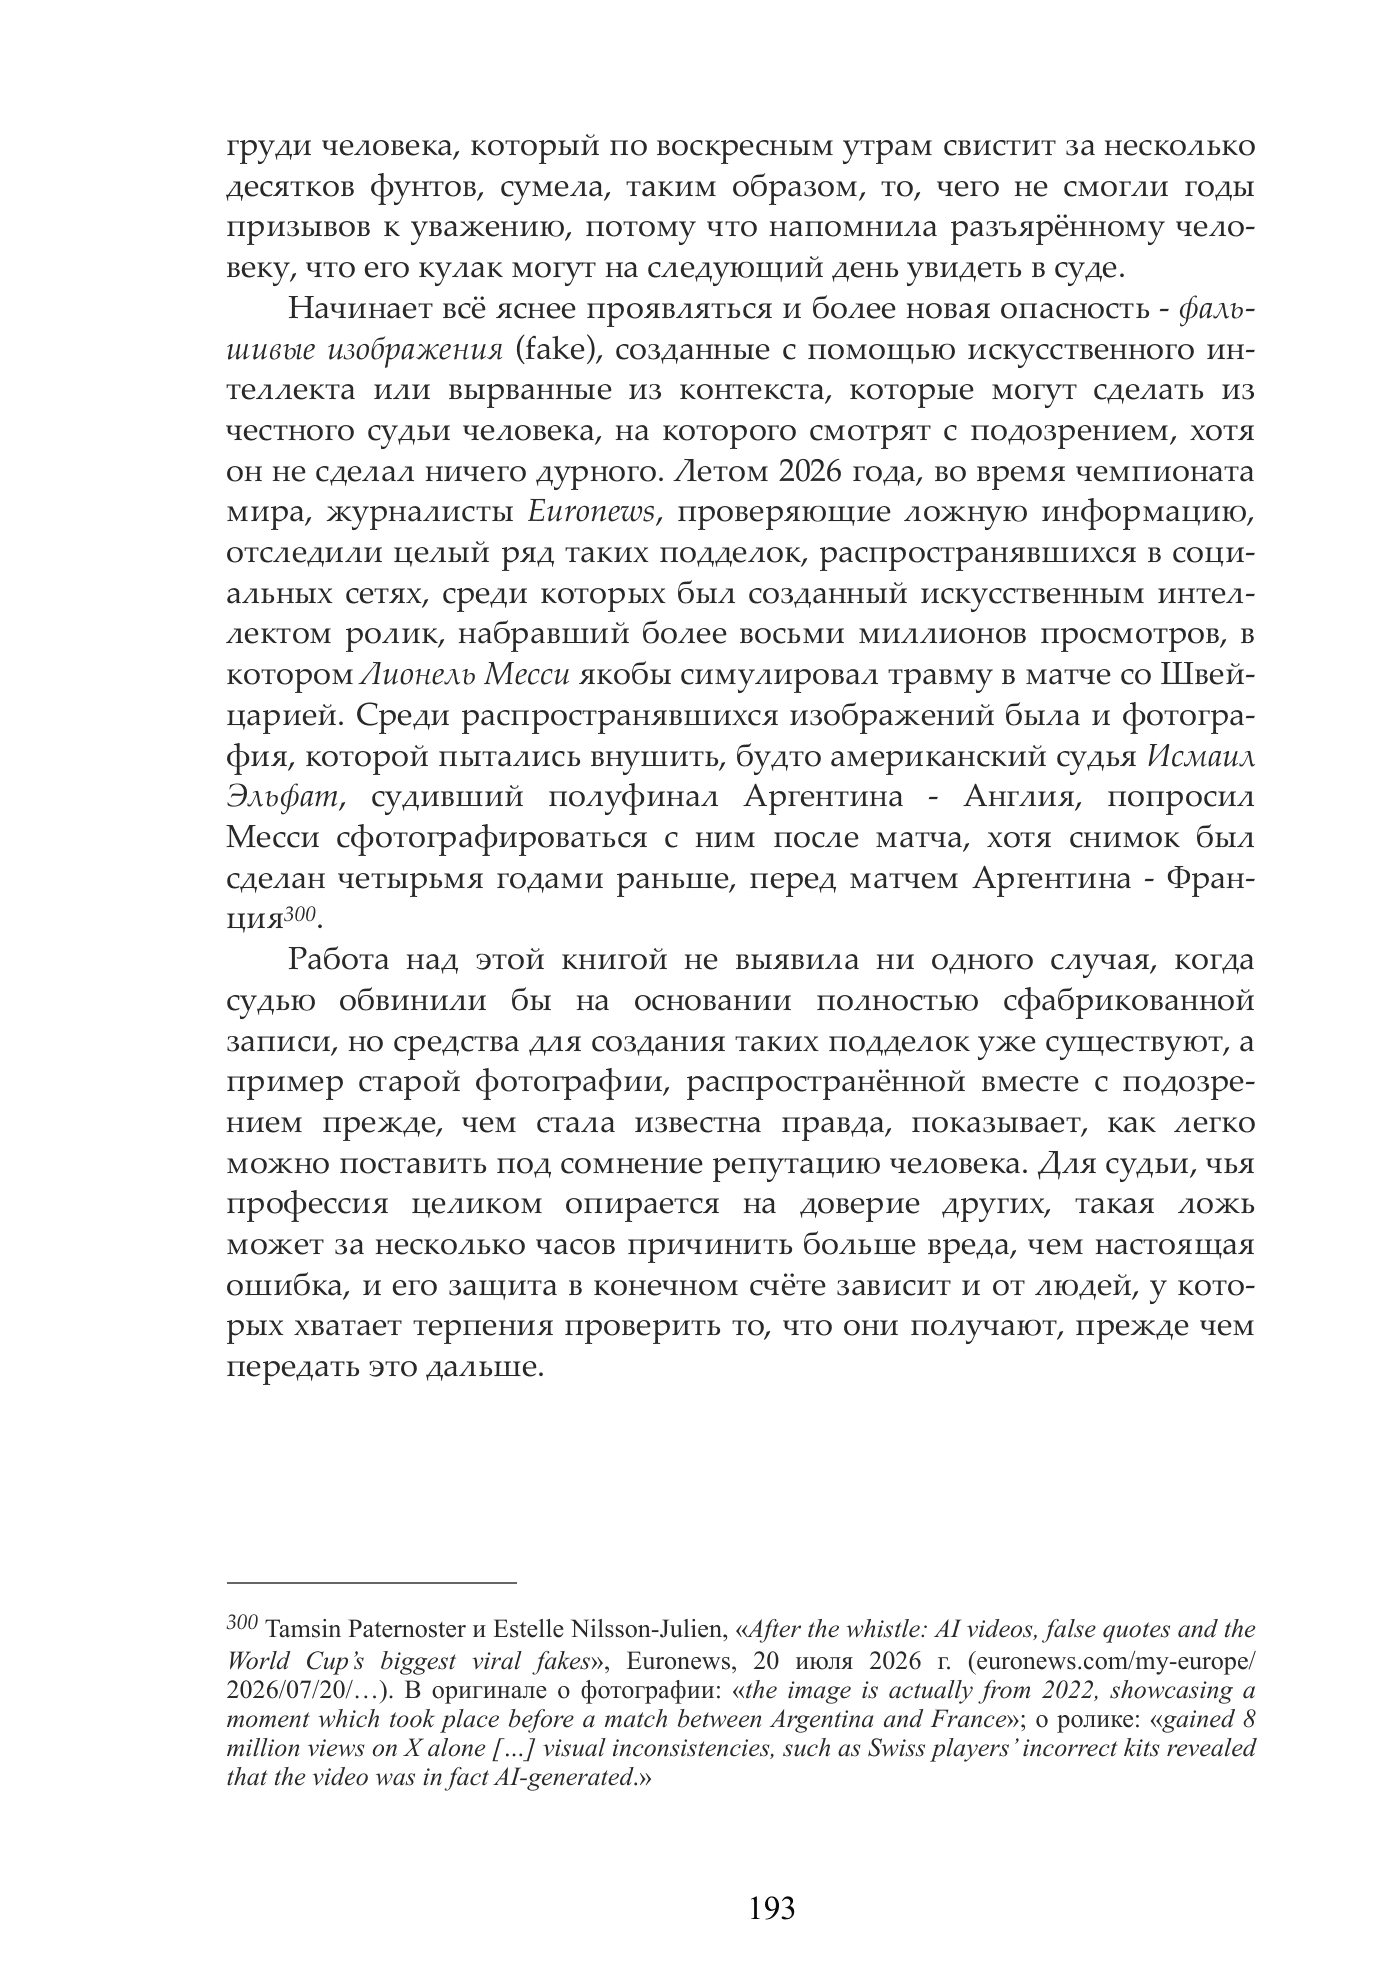 груди человека, который по воскресным утрам свистит за несколько
десятков фунтов, сумела, таким образом, то, чего не смогли годы
призывов к уважению, потому что напомнила разъярённому чело-
веку, что его кулак могут на следующий день увидеть в суде.
Начинает всё яснее проявляться и более новая опасность - фаль-
шивые изображения (fake), созданные с помощью искусственного ин-
теллекта или вырванные из контекста, которые могут сделать из
честного судьи человека, на которого смотрят с подозрением, хотя
он не сделал ничего дурного. Летом 2026 года, во время чемпионата
мира, журналисты Euronews, проверяющие ложную информацию,
отследили целый ряд таких подделок, распространявшихся в соци-
альных сетях, среди которых был созданный искусственным интел-
лектом ролик, набравший более восьми миллионов просмотров, в
котором Лионель Месси якобы симулировал травму в матче со Швей-
царией. Среди распространявшихся изображений была и фотогра-
фия, которой пытались внушить, будто американский судья Исмаил
Эльфат, судивший полуфинал Аргентина - Англия, попросил
Месси сфотографироваться с ним после матча, хотя снимок был
сделан четырьмя годами раньше, перед матчем Аргентина - Фран-
ция300.
Работа над этой книгой не выявила ни одного случая, когда
судью обвинили бы на основании полностью сфабрикованной
записи, но средства для создания таких подделок уже существуют, а
пример старой фотографии, распространённой вместе с подозре-
нием прежде, чем стала известна правда, показывает, как легко
можно поставить под сомнение репутацию человека. Для судьи, чья
профессия целиком опирается на доверие других, такая ложь
может за несколько часов причинить больше вреда, чем настоящая
ошибка, и его защита в конечном счёте зависит и от людей, у кото-
рых хватает терпения проверить то, что они получают, прежде чем
передать это дальше.
300 Tamsin Paternoster и Estelle Nilsson-Julien, «After the whistle: AI videos, false quotes and the
World Cup’s biggest viral fakes», Euronews, 20 июля 2026 г. (euronews.com/my-europe/
2026/07/20/…). В оригинале о фотографии: «the image is actually from 2022, showcasing a
moment which took place before a match between Argentina and France»; о ролике: «gained 8
million views on X alone [...] visual inconsistencies, such as Swiss players’ incorrect kits revealed
that the video was in fact AI-generated.»
193